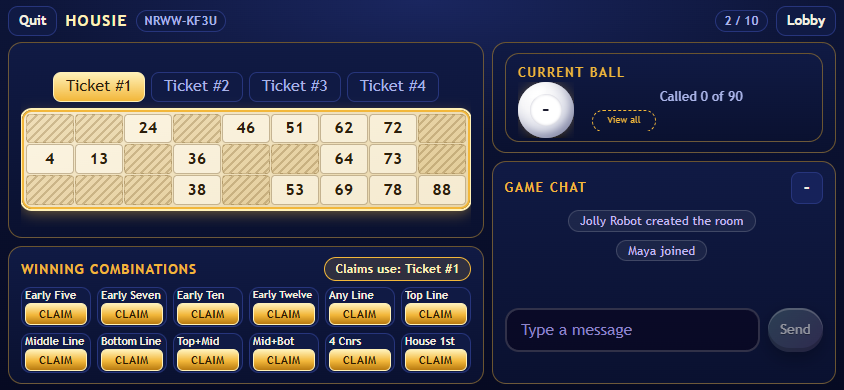 Quit HOUSIE NRWW-KF3U 2 / 10 Lobby
Ticket #1 Ticket #2 Ticket #3 Ticket #4
24 46 51 62 72
4 13 36 64 73
38 53 69 78 88
WINNING COMBINATIONS Claims use: Ticket #1
Early Five Early Seven Early Ten Early Twelve Any Line Top Line
CLAIM CLAIM CLAIM CLAIM CLAIM CLAIM
Middle Line Bottom Line Top+Mid Mid+Bot 4 Cnrs House 1st
CLAIM CLAIM CLAIM CLAIM CLAIM CLAIM
CURRENT BALL
-
Called 0 of 90
View all
GAME CHAT -
Jolly Robot created the room
Maya joined
Type a message Send